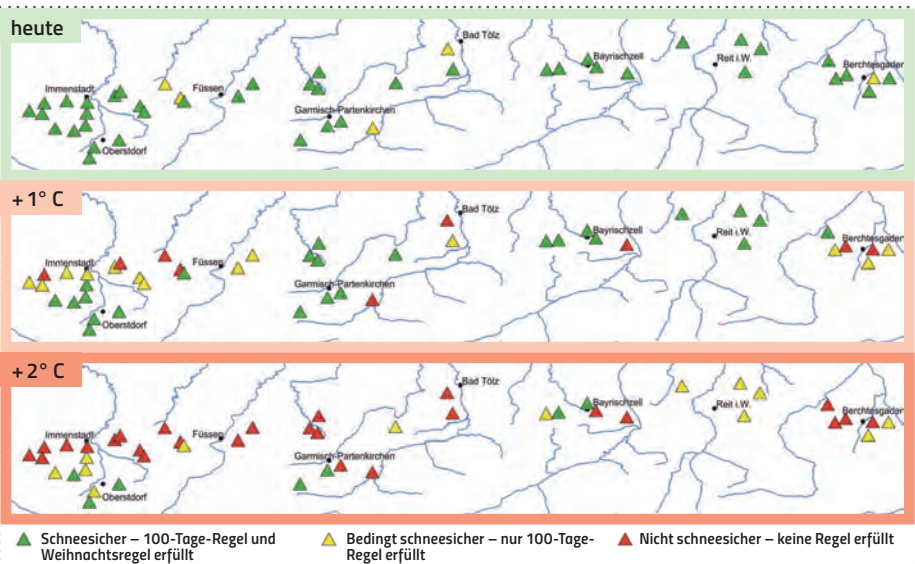 heute
Bad Tölz
Bayrischzell
Reit i.W.
Berchtesgaden
Immenstadt
Füssen
Garmisch-Partenkirchen
Oberstdorf
+ 1° C
Bad Tölz
Bayrischzell
Reit i.W.
Berchtesgaden
Immenstadt
Füssen
Garmisch-Partenkirchen
Oberstdorf
+ 2° C
Bad Tölz
Bayrischzell
Reit i.W.
Berchtesgaden
Immenstadt
Füssen
Garmisch-Partenkirchen
Oberstdorf
Schneesicher – 100-Tage-Regel und
Weihnachtsregel erfüllt
Bedingt schneesicher – nur 100-Tage-
Regel erfüllt
Nicht schneesicher – keine Regel erfüllt